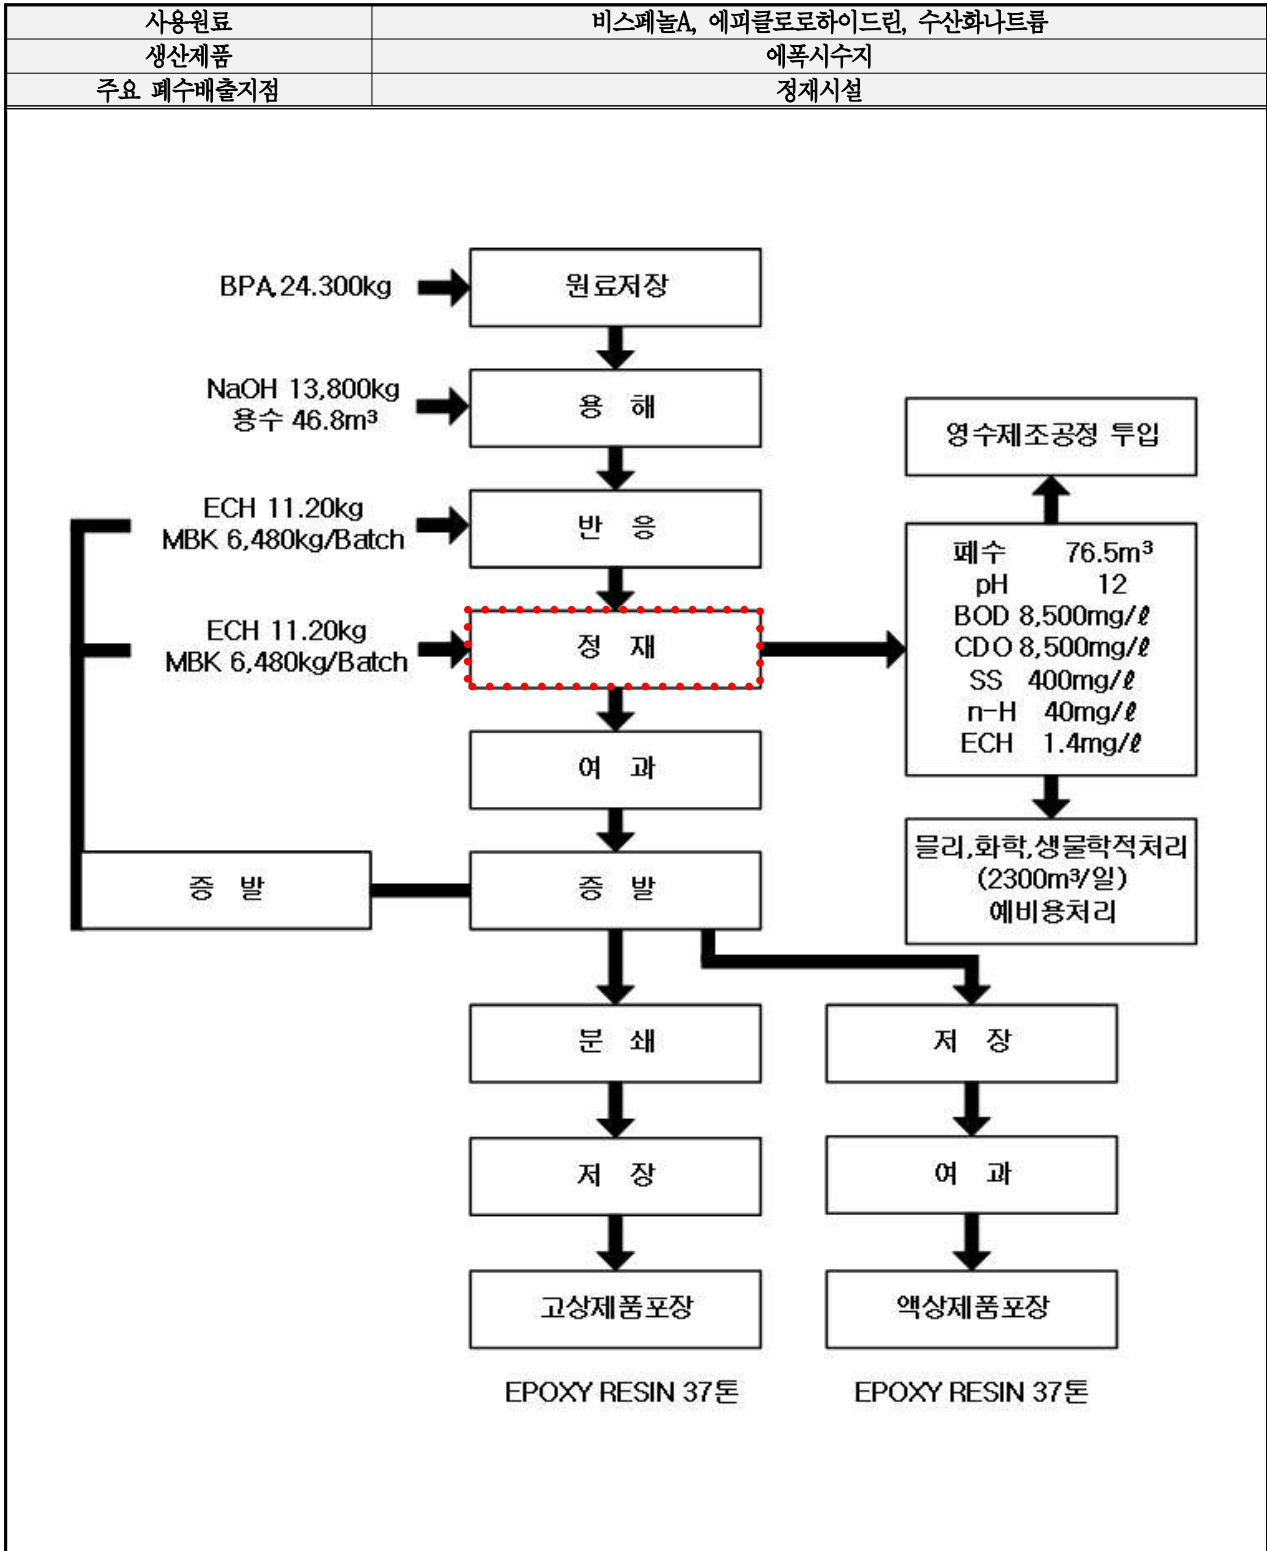 사용원료 비스페놀A, 에피클로로하이드린, 수산화나트륨
생산제품 에폭시수지
주요 폐수배출지점 정재시설
BPA,24.300kg
원료저장
NaOH 13,800kg
용수 46.8m³
용 해
영수제조공정 투입
ECH 11.20kg
MBK 6,480kg/Batch
반 응
폐수 76.5m³
pH 12
BOD 8,500mg/ℓ
CDO 8,500mg/ℓ
SS 400mg/ℓ
n-H 40mg/ℓ
ECH 1.4mg/ℓ
ECH 11.20kg
MBK 6,480kg/Batch
정 재
여 과
믈리,화학,생물학적처리
(2300m³/일)
예비용처리
증 발
증 발
분 쇄
저 장
저 장
여 과
고상제품포장
액상제품포장
EPOXY RESIN 37톤
EPOXY RESIN 37톤